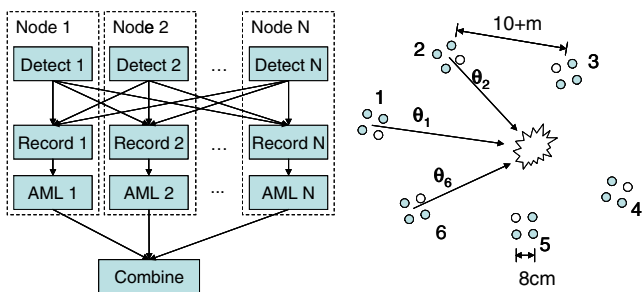 Node 1 Node 2 Node N
Detect 1 Detect 2 ... Detect N
Record 1 Record 2 ... Record N
AML 1 AML 2 ... AML N
Combine
10+m
2
3
θ2
1
θ1
θ6
4
6
5
8cm